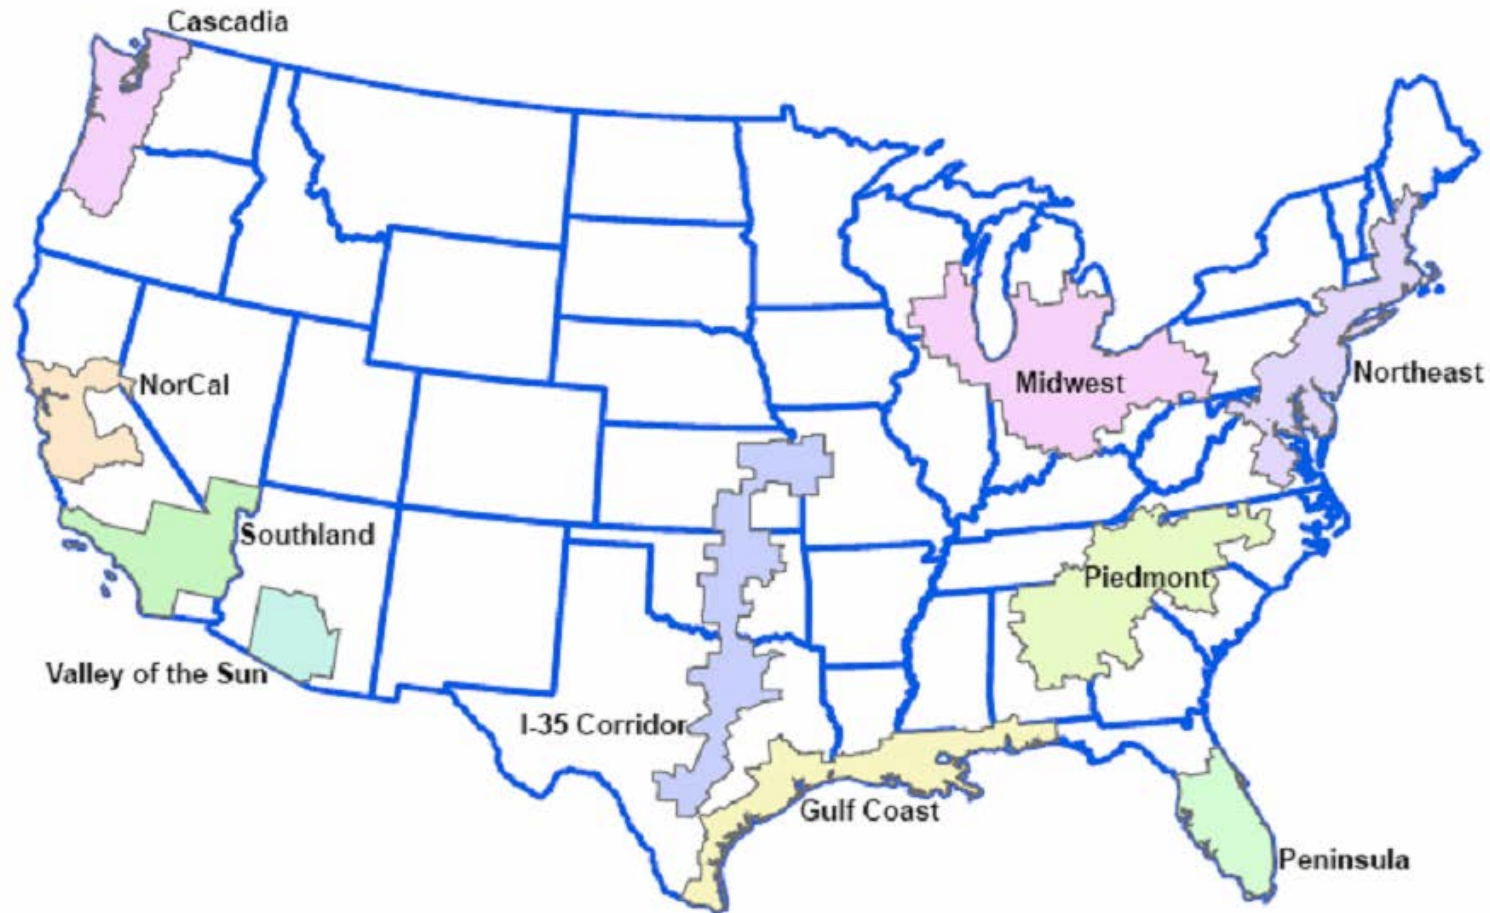 Cascadia
NorCal
Midwest
Northeast
Southland
Piedmont
Valley of the Sun
I-35 Corridor
Gulf Coast
Peninsula